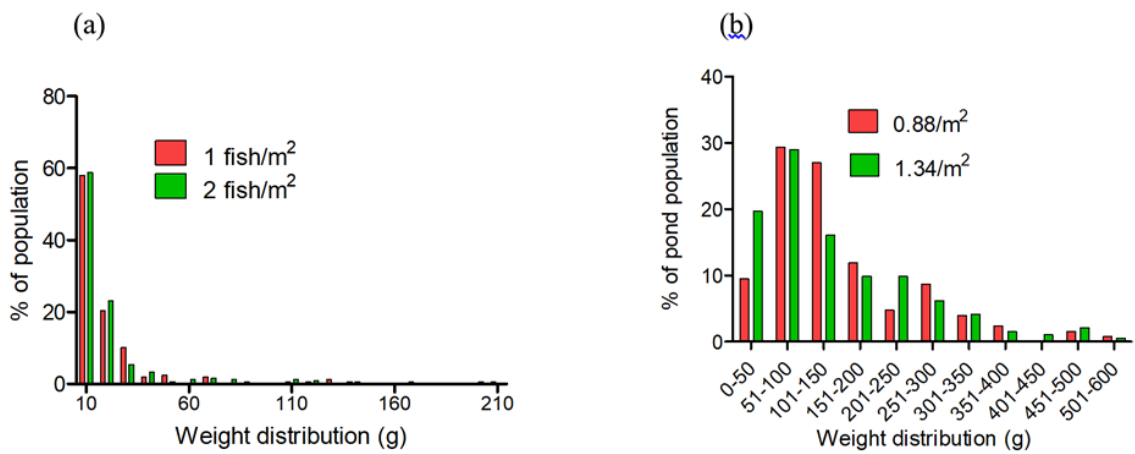 (a)
% of population
80
60
40
20
0
1 fish/m²
2 fish/m²
10
60
110
160
210
Weight distribution (g)
(b)
% of pond population
40
30
20
10
0
0.88/m²
1.34/m²
0-50
51-100
101-150
151-200
201-250
251-300
301-350
351-400
401-450
451-500
501-600
Weight distribution (g)